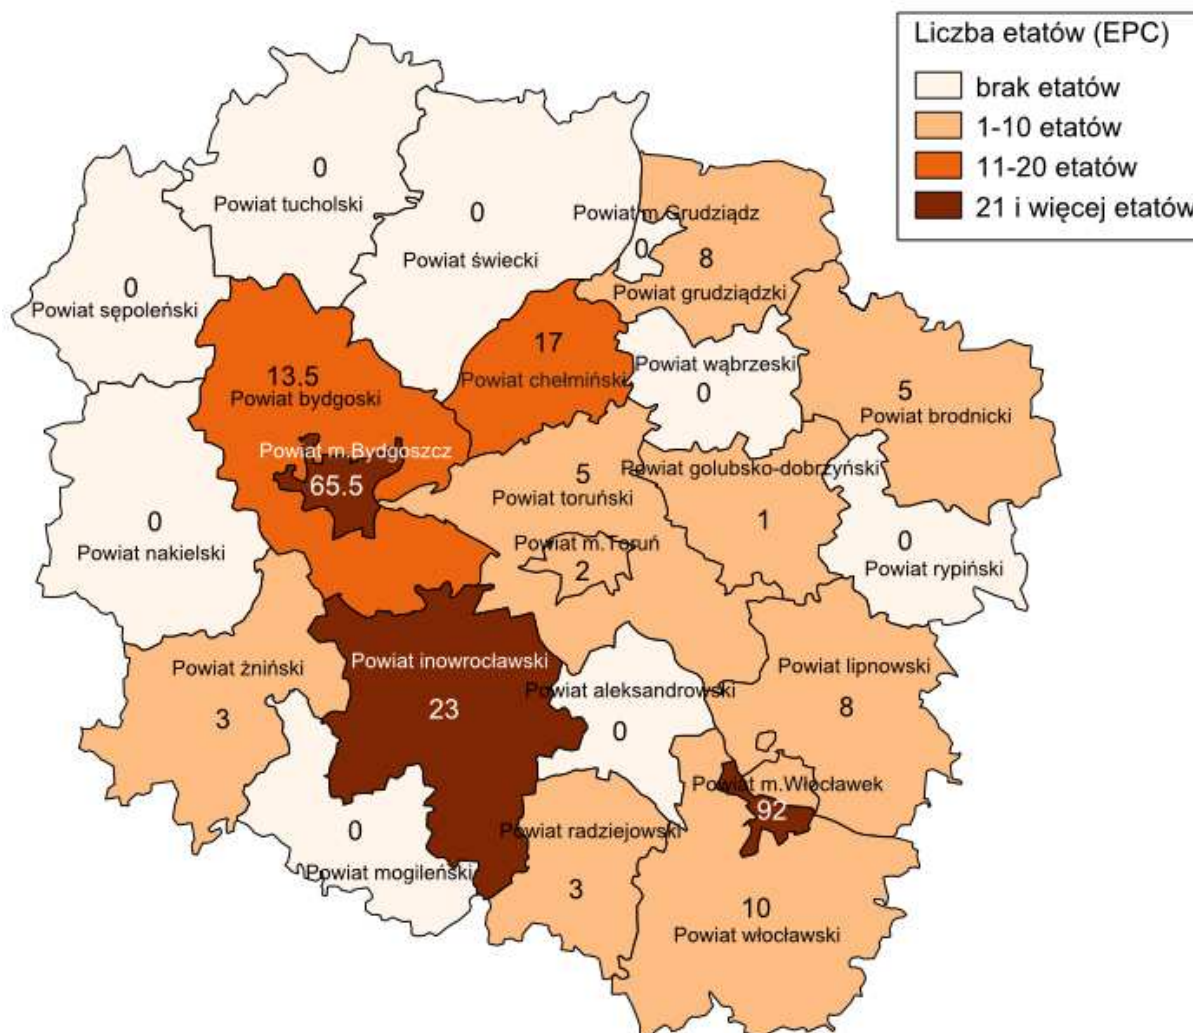 Liczba etatów (EPC)
brak etatów
1-10 etatów
11-20 etatów
21 i więcej etatów
0
Powiat tucholski
0
Powiat świecki
Powiat m.Grudziądz
0
8
Powiat grudziądzki
0
Powiat sępoleński
17
Powiat chełmiński
Powiat wąbrzeski
0
13.5
Powiat bydgoski
5
Powiat brodnicki
Powiat m.Bydgoszcz
65.5
5
Powiat toruński
Powiat golubsko-dobrzyński
1
0
Powiat nakielski
Powiat m.Toruń
2
0
Powiat rypiński
Powiat żniński
3
Powiat inowrocławski
23
Powiat aleksandrowski
0
Powiat lipnowski
8
Powiat m.Włocławek
92
0
Powiat mogileński
Powiat radziejowski
3
10
Powiat włocławski